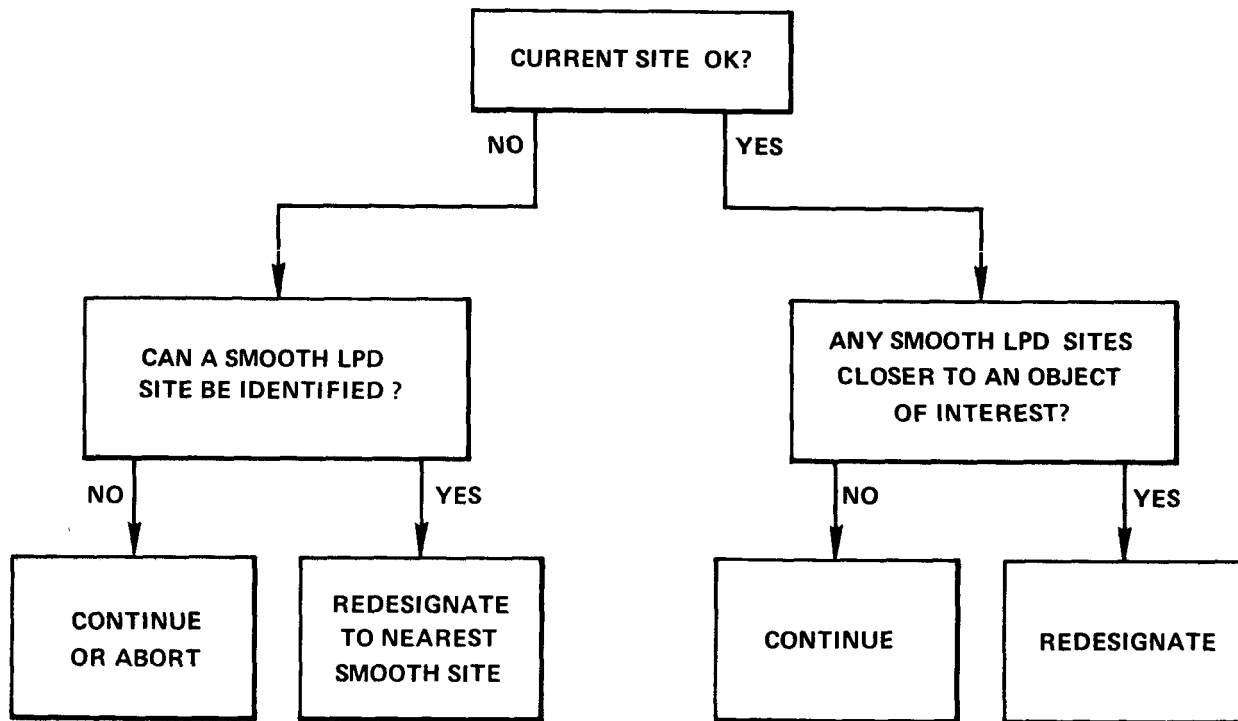 CURRENT SITE OK?
NO
YES
CAN A SMOOTH LPD
SITE BE IDENTIFIED ?
ANY SMOOTH LPD SITES
CLOSER TO AN OBJECT
OF INTEREST?
NO
YES
NO
YES
CONTINUE
OR ABORT
REDESIGNATE
TO NEAREST
SMOOTH SITE
CONTINUE
REDESIGNATE